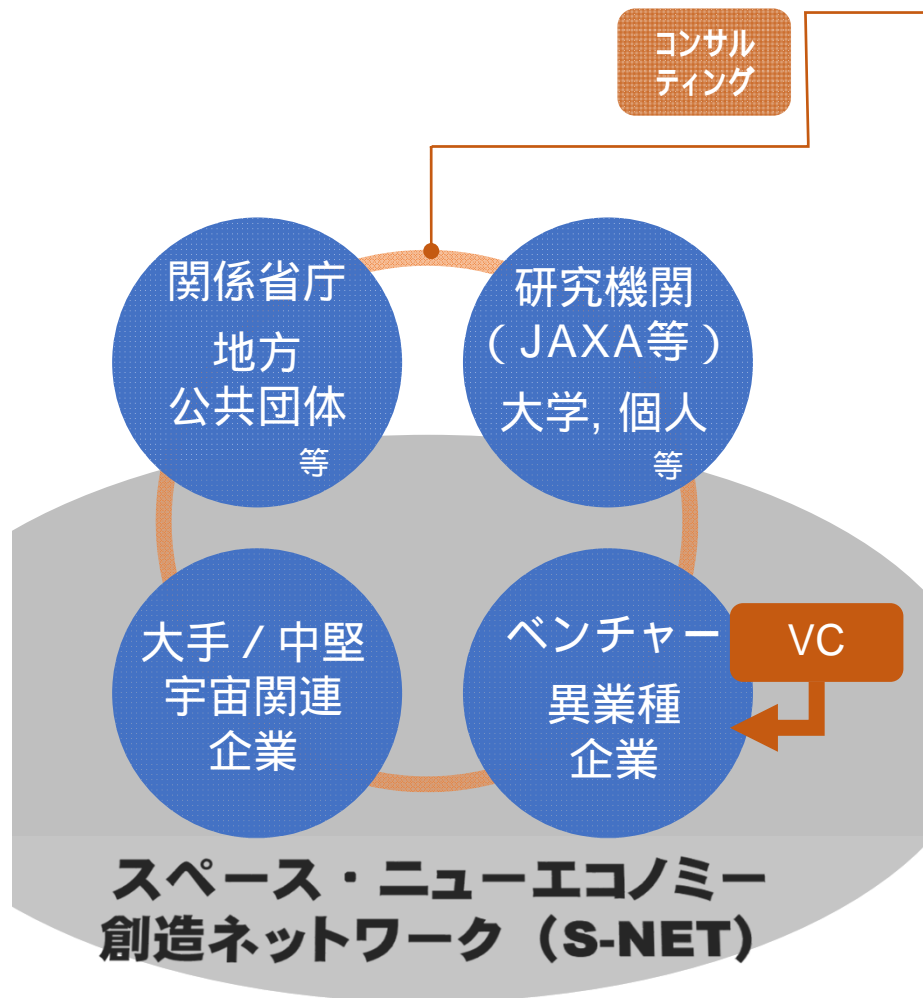 コンサル
ティング
関係省庁
地方
公共団体
等
研究機関
（JAXA等）
大学, 個人
等
大手/中堅
宇宙関連
企業
ベンチャー
異業種
企業
VC
スペース・ニューエコノミー
創造ネットワーク（S-NET）